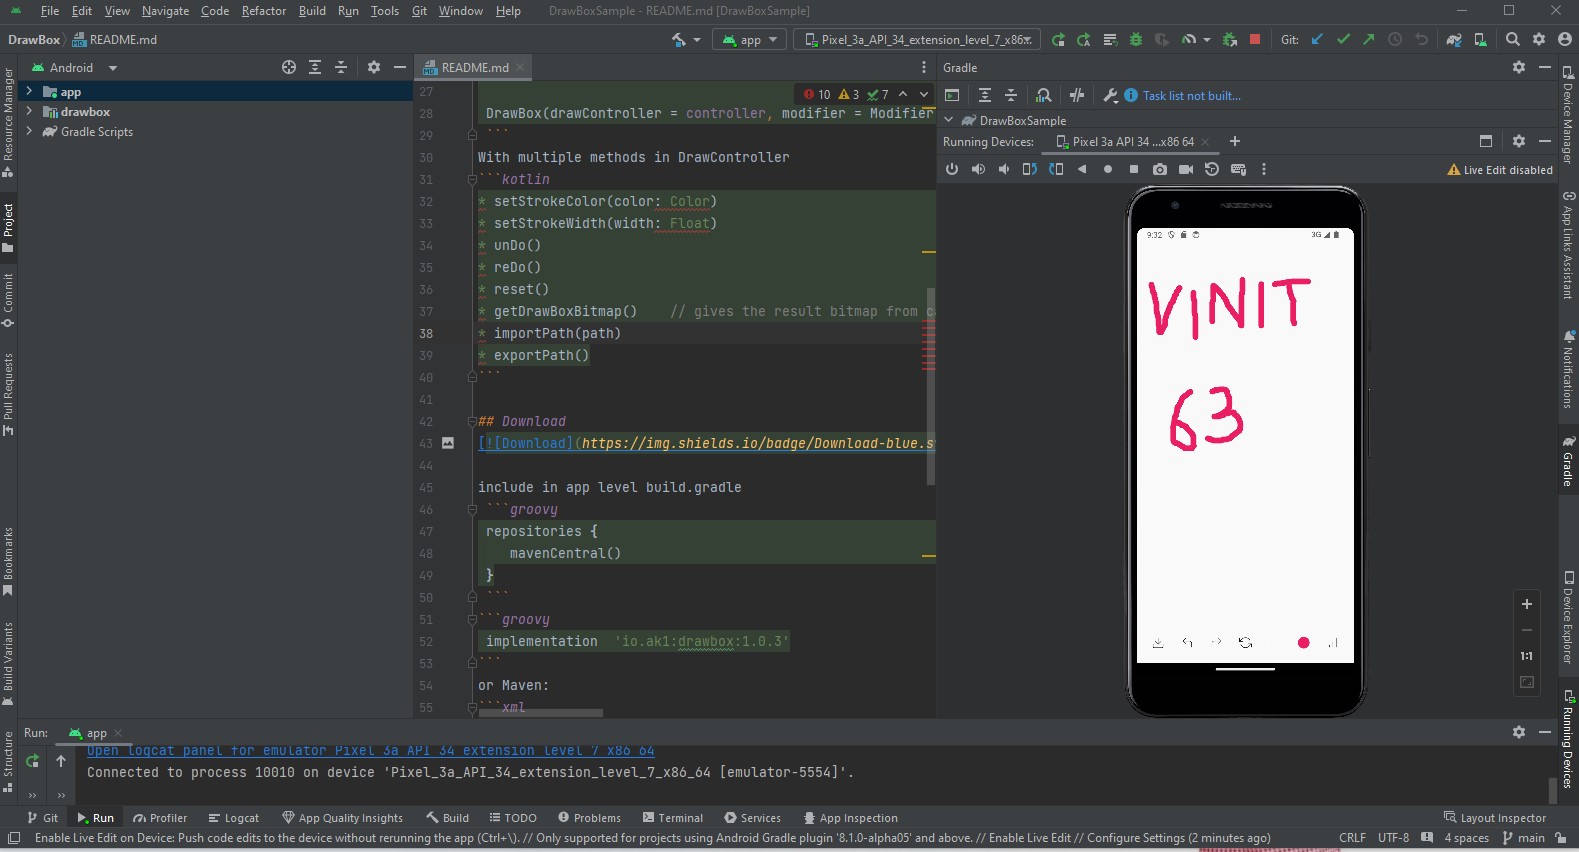 File Edit View Navigate Code Refactor Build Run Tools Git Window Help DrawBoxSample - README.md [DrawBoxSample]
DrawBox README.md app Pixel_3a_API_34_extension_level_7_x86... Git:
Android
app
drawbox
Gradle Scripts
Resource Manager
Project
Commit
Pull Requests
Bookmarks
Build Variants
Structure
README.md
10 3 7
27
28 DrawBox(drawController = controller, modifier = Modifier
29 ```
30 With multiple methods in DrawController
31 ```kotlin
32 * setStrokeColor(color: Color)
33 * setStrokeWidth(width: Float)
34 * unDo()
35 * reDo()
36 * reset()
37 * getDrawBoxBitmap() // gives the result bitmap from c
38 * importPath(path)
39 * exportPath()
40 ```
41
42 ## Download
43 [![Download](https://img.shields.io/badge/Download-blue.s
44
45 include in app level build.gradle
46 ```groovy
47 repositories {
48 mavenCentral()
49 }
50 ```
51 ```groovy
52 implementation 'io.ak1:drawbox:1.0.3'
53 ```
54 or Maven:
55 ```xml
Gradle
Task list not built...
DrawBoxSample
Running Devices: Pixel 3a API 34 ...x86 64
Live Edit disabled
9:32 3G
VINIT
63
1:1
Device Manager
App Links Assistant
Notifications
Gradle
Device Explorer
Running Devices
Run: app
Open logcat panel for emulator Pixel 3a API 34 extension level 7 x86 64
Connected to process 10010 on device 'Pixel_3a_API_34_extension_level_7_x86_64 [emulator-5554]'.
Git Run Profiler Logcat App Quality Insights Build TODO Problems Terminal Services App Inspection Layout Inspector
Enable Live Edit on Device: Push code edits to the device without rerunning the app (Ctrl+\). // Only supported for projects using Android Gradle plugin '8.1.0-alpha05' and above. // Enable Live Edit // Configure Settings (2 minutes ago) CRLF UTF-8 4 spaces main